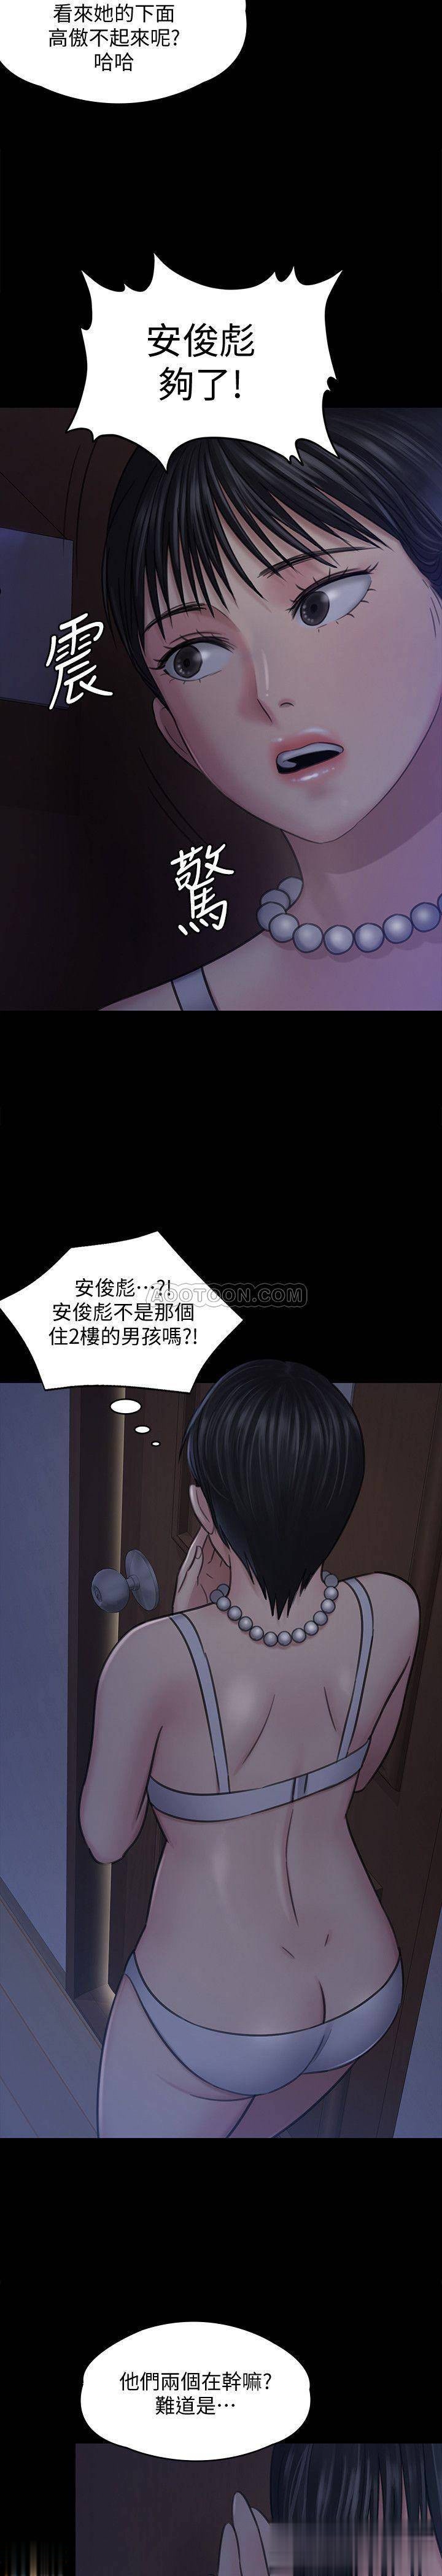 看來她的下面
高傲不起來呢?
哈哈
安俊彪
夠了!
震
驚
安俊彪…?!
安俊彪不是那個
住2樓的男孩嗎?!
AOOTOON.COM
他們兩個在幹嘛?
難道是…